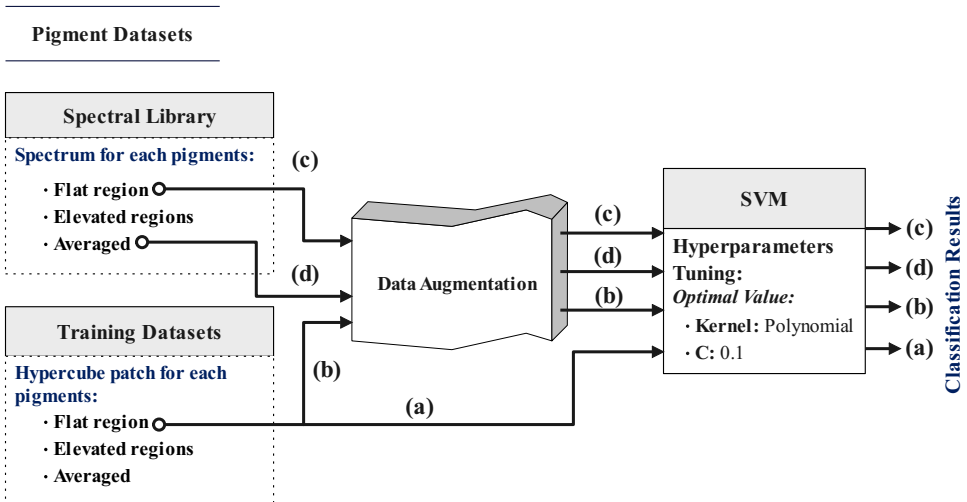 Pigment Datasets
Spectral Library
Spectrum for each pigments:
· Flat region
· Elevated regions
· Averaged
(c)
(d)
Training Datasets
Hypercube patch for each
pigments:
· Flat region
· Elevated regions
· Averaged
(b)
(a)
Data Augmentation
(c)
(d)
(b)
SVM
Hyperparameters
Tuning:
Optimal Value:
· Kernel: Polynomial
· C: 0.1
(c)
(d)
(b)
(a)
Classification Results